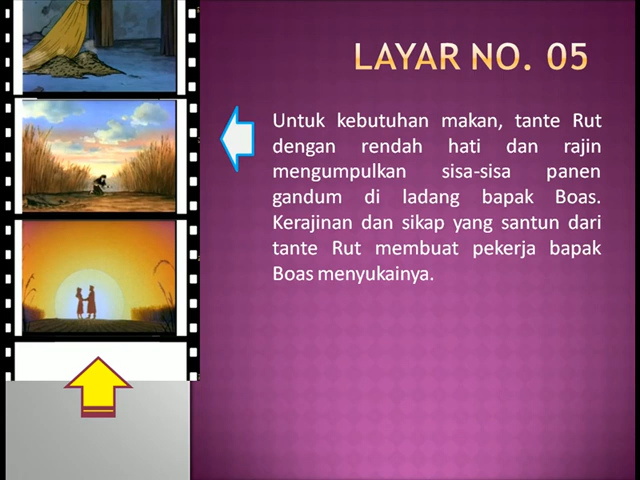 LAYAR NO. 05
Untuk kebutuhan makan, tante Rut
dengan rendah hati dan rajin
mengumpulkan sisa-sisa panen
gandum di ladang bapak Boas.
Kerajinan dan sikap yang santun dari
tante Rut membuat pekerja bapak
Boas menyukainya.